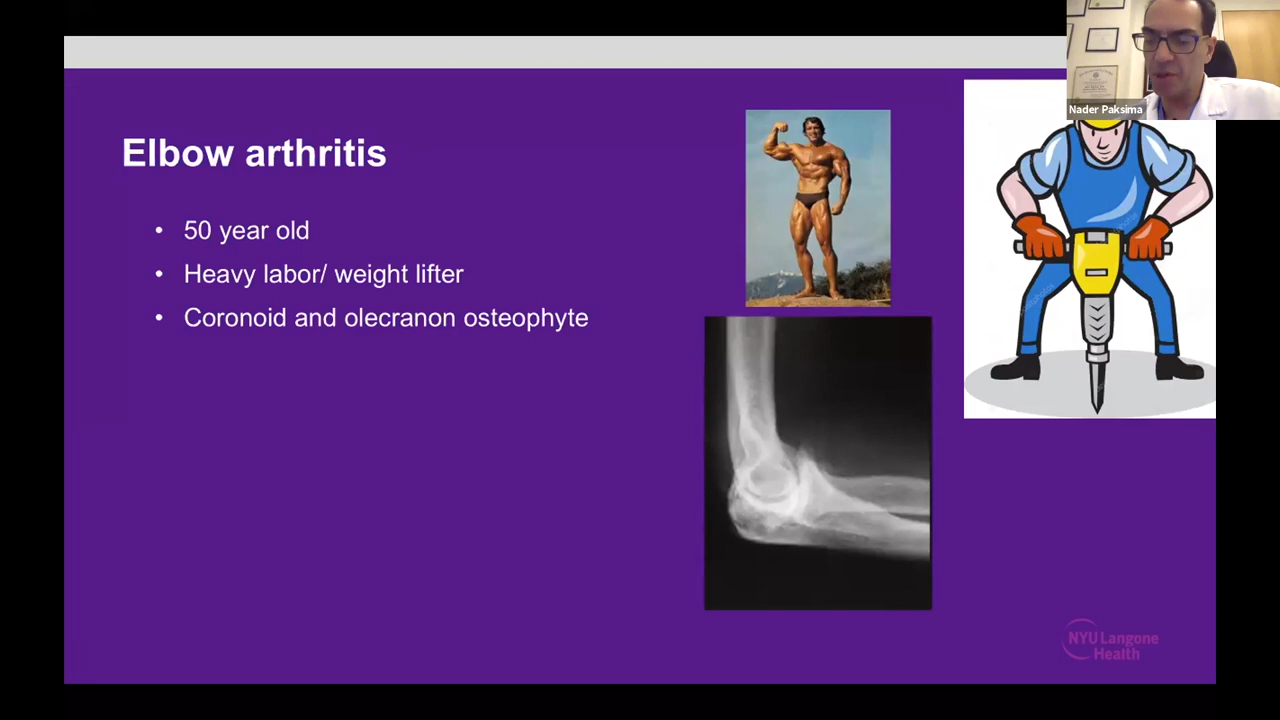 Nader Paksima
Elbow arthritis
• 50 year old
• Heavy labor/ weight lifter
• Coronoid and olecranon osteophyte
NYU Langone
Health